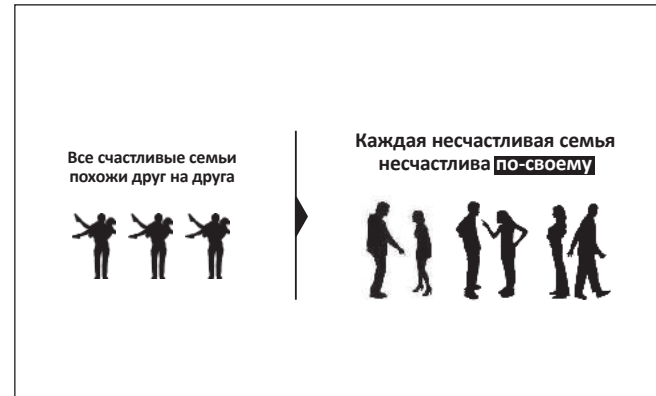 Все счастливые семьи
похожи друг на друга
Каждая несчастливая семья
несчастлива по-своему